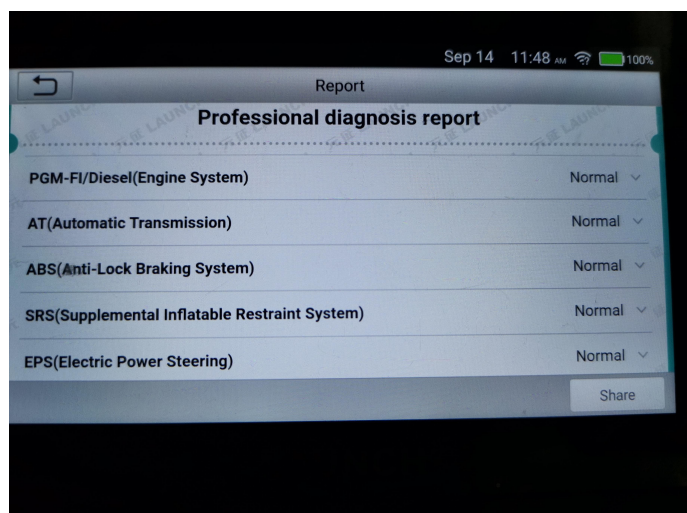 Sep 14 11:48 AM 100%
Report
Professional diagnosis report
PGM-FI/Diesel(Engine System) Normal
AT(Automatic Transmission) Normal
ABS(Anti-Lock Braking System) Normal
SRS(Supplemental Inflatable Restraint System) Normal
EPS(Electric Power Steering) Normal
Share